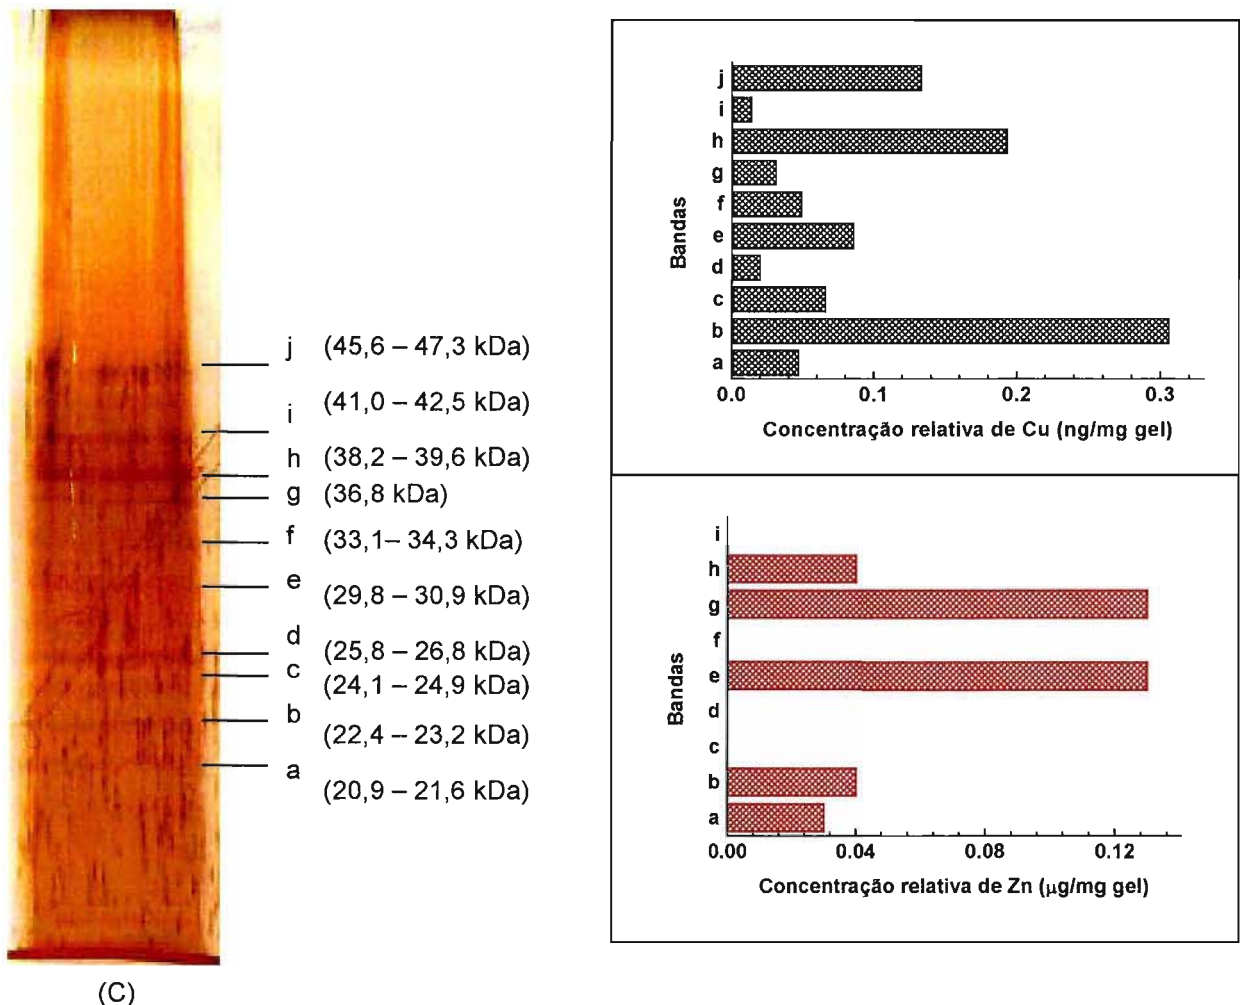 j (45,6 – 47,3 kDa)
i (41,0 – 42,5 kDa)
h (38,2 – 39,6 kDa)
g (36,8 kDa)
f (33,1– 34,3 kDa)
e (29,8 – 30,9 kDa)
d (25,8 – 26,8 kDa)
c (24,1 – 24,9 kDa)
b (22,4 – 23,2 kDa)
a (20,9 – 21,6 kDa)
(C)
Bandas
j
i
h
g
f
e
d
c
b
a
0.0 0.1 0.2 0.3
Concentração relativa de Cu (ng/mg gel)
Bandas
i
h
g
f
e
d
c
b
a
0.00 0.04 0.08 0.12
Concentração relativa de Zn (μg/mg gel)